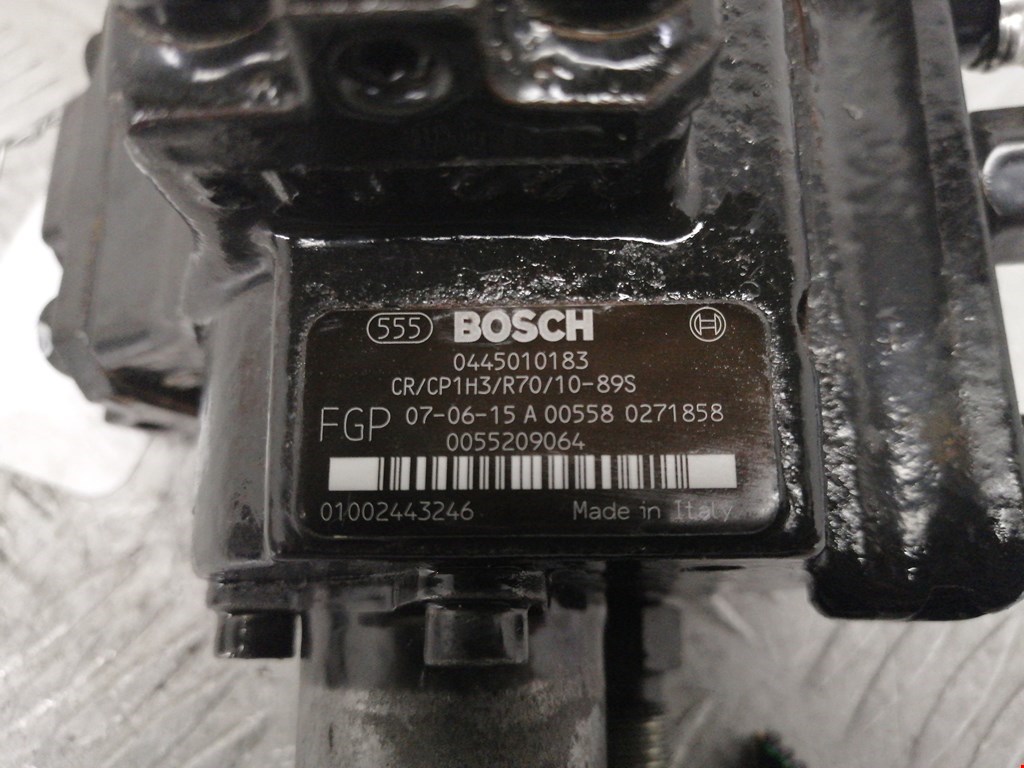 555 BOSCH
0445010183
CR/CP1H3/R70/10-89S
FGP 07-06-15 A 00558 0271858
0055209064
01002443246 Made in Italy